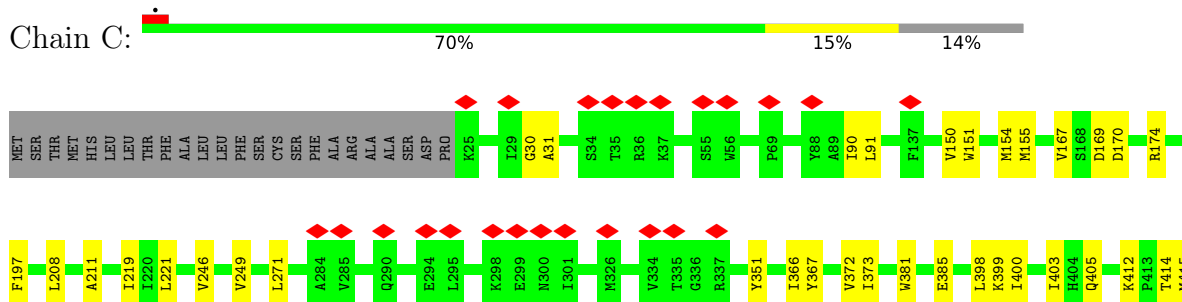 Chain C:
70% 15% 14%
MET SER THR MET HIS LEU LEU THR PHE ALA LEU LEU PHE SER CYS SER PHE ALA ARG ALA ALA SER ASP PRO K25 I29 G30 A31 S34 T35 R36 K37 S55 W56 P69 Y88 A89 I90 L91 F137 V150 W151 M154 M155 V167 S168 D169 D170 R174
F197 L208 A211 I219 I220 L221 V246 V249 L271 A284 V285 Q290 E294 L295 K298 E299 N300 I301 M326 V334 T335 G336 R337 Y351 I366 Y367 V372 I373 W381 E385 L398 K399 I400 I403 H404 Q405 K412 P413 T414